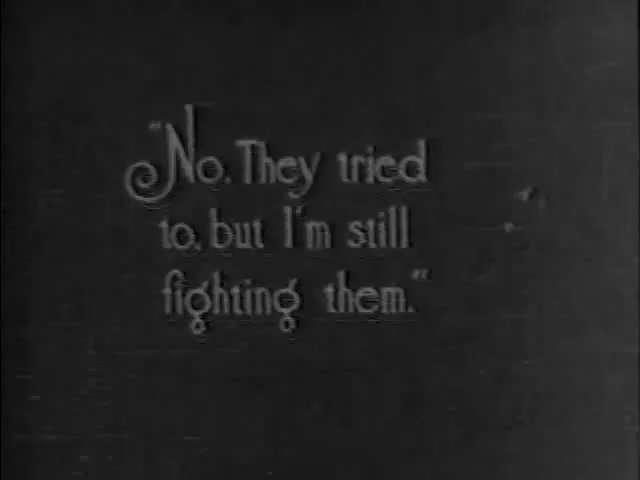 "No. They tried
to, but I'm still
fighting them."